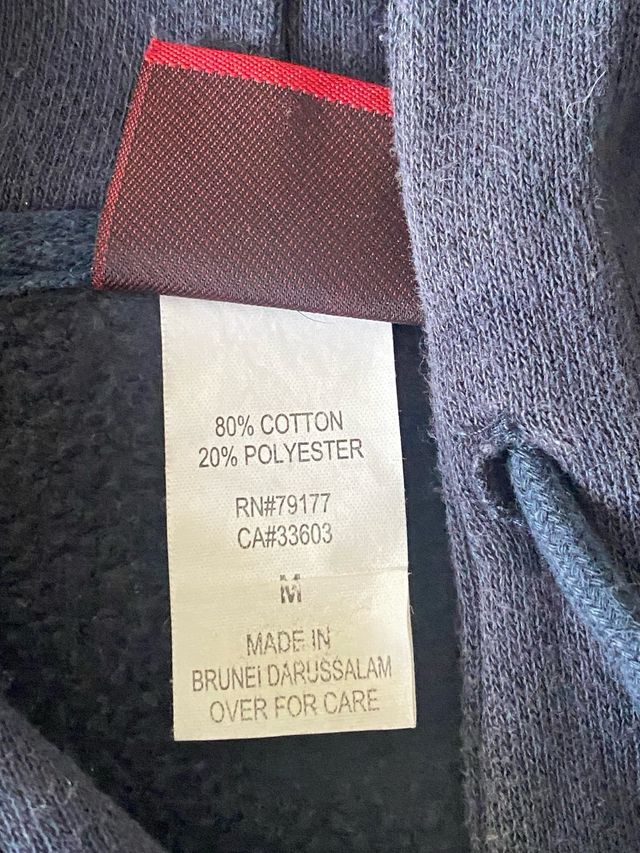 80% COTTON
20% POLYESTER
RN#79177
CA#33603
M
MADE IN
BRUNEI DARUSSALAM
OVER FOR CARE